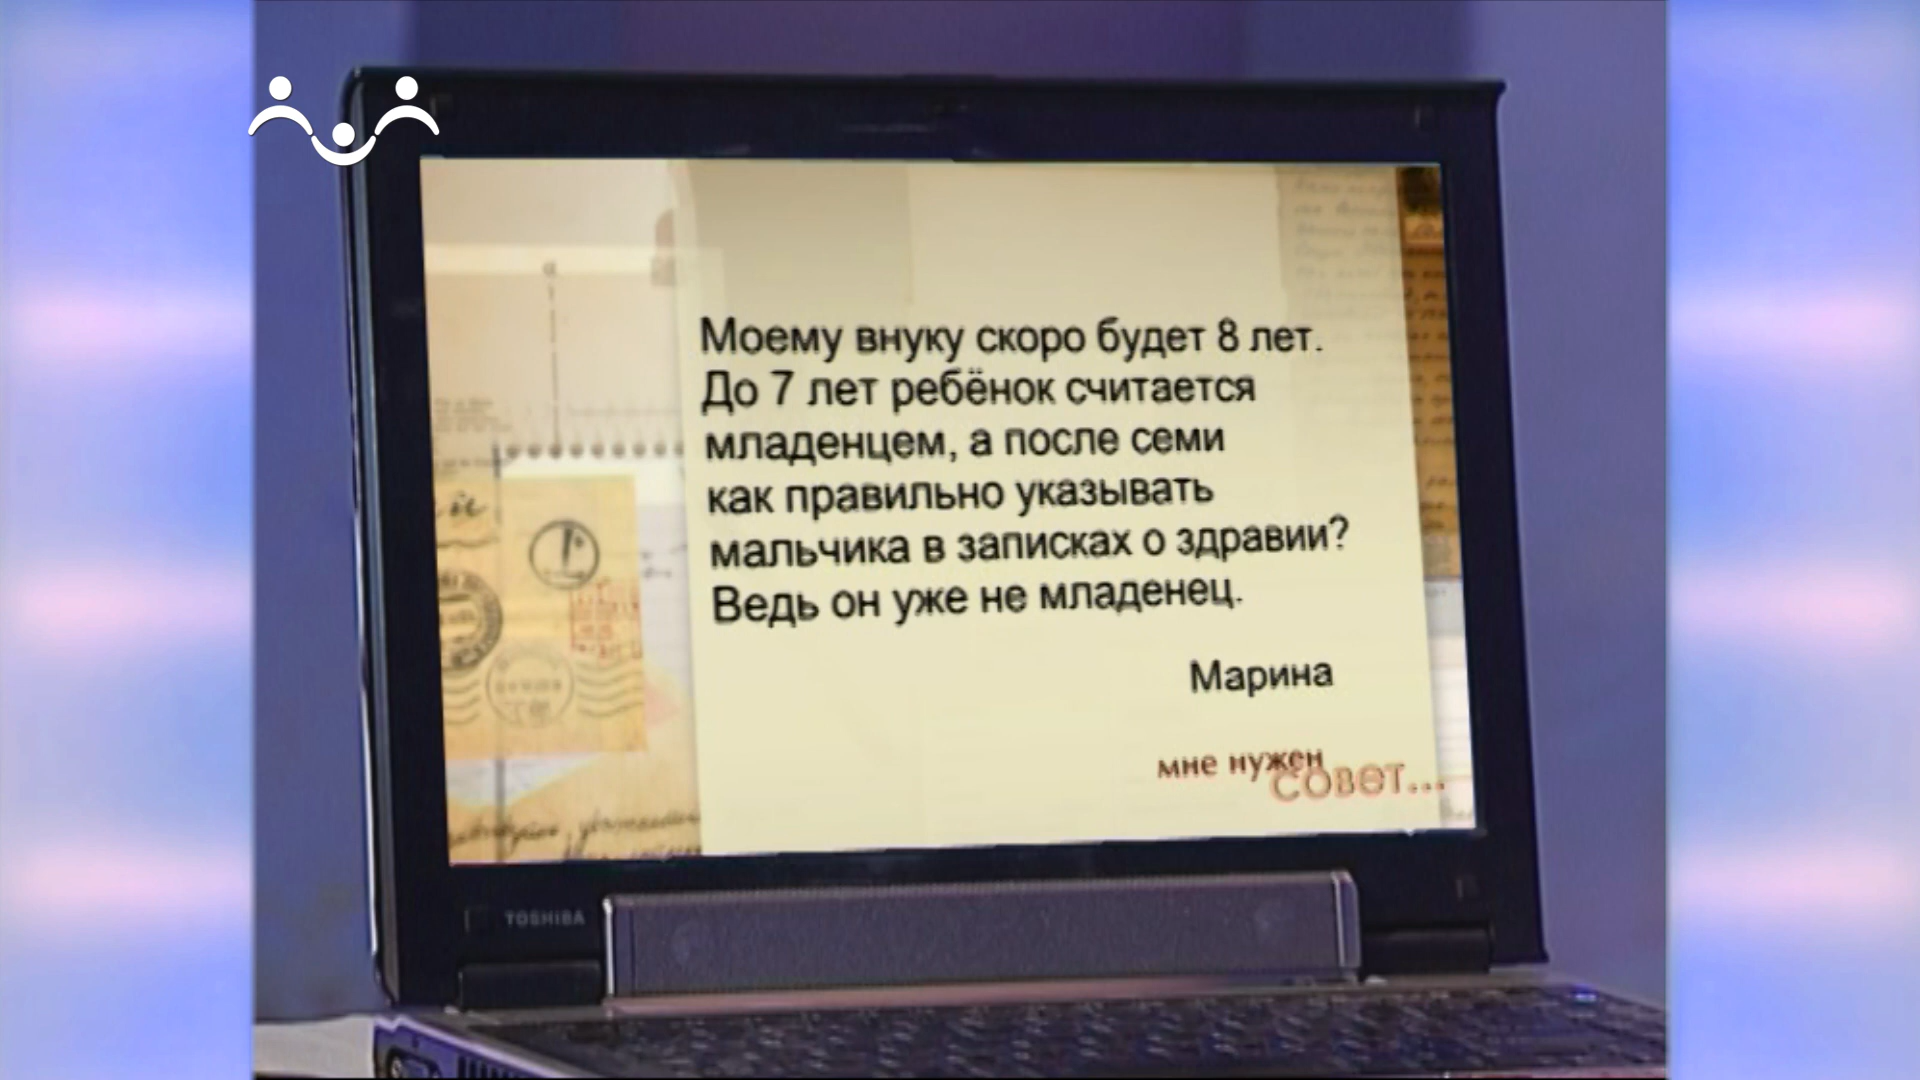 Моему внуку скоро будет 8 лет.
До 7 лет ребёнок считается
младенцем, а после семи
как правильно указывать
мальчика в записках о здравии?
Ведь он уже не младенец.
Марина
мне нужен
СОВЕТ...
TOSHIBA